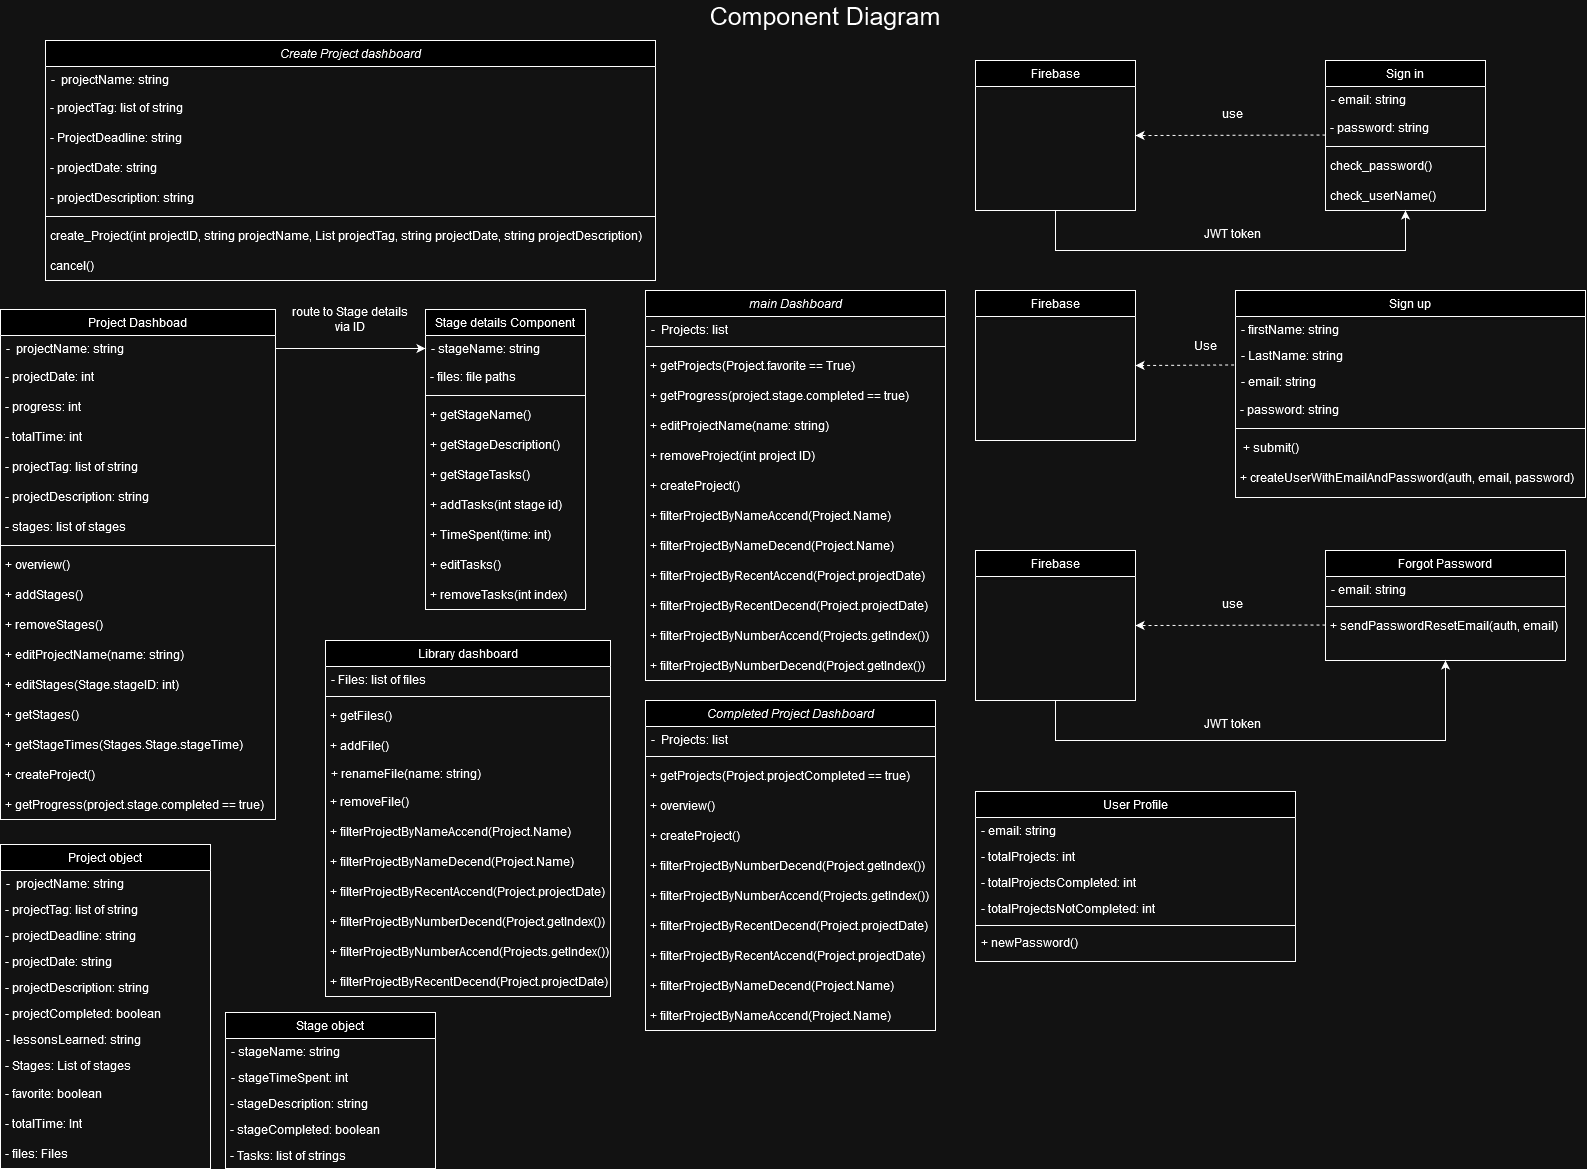 Component Diagram
Create Project dashboard
- projectName: string
- projectTag: list of string
- ProjectDeadline: string
- projectDate: string
- projectDescription: string
create_Project(int projectID, string projectName, List projectTag, string projectDate, string projectDescription)
cancel()
Firebase
use
Sign in
- email: string
- password: string
check_password()
check_userName()
JWT token
Project Dashboad
- projectName: string
- projectDate: int
- progress: int
- totalTime: int
- projectTag: list of string
- projectDescription: string
- stages: list of stages
+ overview()
+ addStages()
+ removeStages()
+ editProjectName(name: string)
+ editStages(Stage.stageID: int)
+ getStages()
+ getStageTimes(Stages.Stage.stageTime)
+ createProject()
+ getProgress(project.stage.completed == true)
route to Stage details
via ID
Stage details Component
- stageName: string
- files: file paths
+ getStageName()
+ getStageDescription()
+ getStageTasks()
+ addTasks(int stage id)
+ TimeSpent(time: int)
+ editTasks()
+ removeTasks(int index)
main Dashboard
- Projects: list
+ getProjects(Project.favorite == True)
+ getProgress(project.stage.completed == true)
+ editProjectName(name: string)
+ removeProject(int project ID)
+ createProject()
+ filterProjectByNameAccend(Project.Name)
+ filterProjectByNameDecend(Project.Name)
+ filterProjectByRecentAccend(Project.projectDate)
+ filterProjectByRecentDecend(Project.projectDate)
+ filterProjectByNumberAccend(Projects.getIndex())
+ filterProjectByNumberDecend(Project.getIndex())
Firebase
Use
Sign up
- firstName: string
- LastName: string
- email: string
- password: string
+ submit()
+ createUserWithEmailAndPassword(auth, email, password)
Firebase
use
Forgot Password
- email: string
+ sendPasswordResetEmail(auth, email)
JWT token
Library dashboard
- Files: list of files
+ getFiles()
+ addFile()
+ renameFile(name: string)
+ removeFile()
+ filterProjectByNameAccend(Project.Name)
+ filterProjectByNameDecend(Project.Name)
+ filterProjectByRecentAccend(Project.projectDate)
+ filterProjectByNumberDecend(Project.getIndex())
+ filterProjectByNumberAccend(Projects.getIndex())
+ filterProjectByRecentDecend(Project.projectDate)
Completed Project Dashboard
- Projects: list
+ getProjects(Project.projectCompleted == true)
+ overview()
+ createProject()
+ filterProjectByNumberDecend(Project.getIndex())
+ filterProjectByNumberAccend(Projects.getIndex())
+ filterProjectByRecentDecend(Project.projectDate)
+ filterProjectByRecentAccend(Project.projectDate)
+ filterProjectByNameDecend(Project.Name)
+ filterProjectByNameAccend(Project.Name)
User Profile
- email: string
- totalProjects: int
- totalProjectsCompleted: int
- totalProjectsNotCompleted: int
+ newPassword()
Project object
- projectName: string
- projectTag: list of string
- projectDeadline: string
- projectDate: string
- projectDescription: string
- projectCompleted: boolean
- lessonsLearned: string
- Stages: List of stages
- favorite: boolean
- totalTime: Int
- files: Files
Stage object
- stageName: string
- stageTimeSpent: int
- stageDescription: string
- stageCompleted: boolean
- Tasks: list of strings